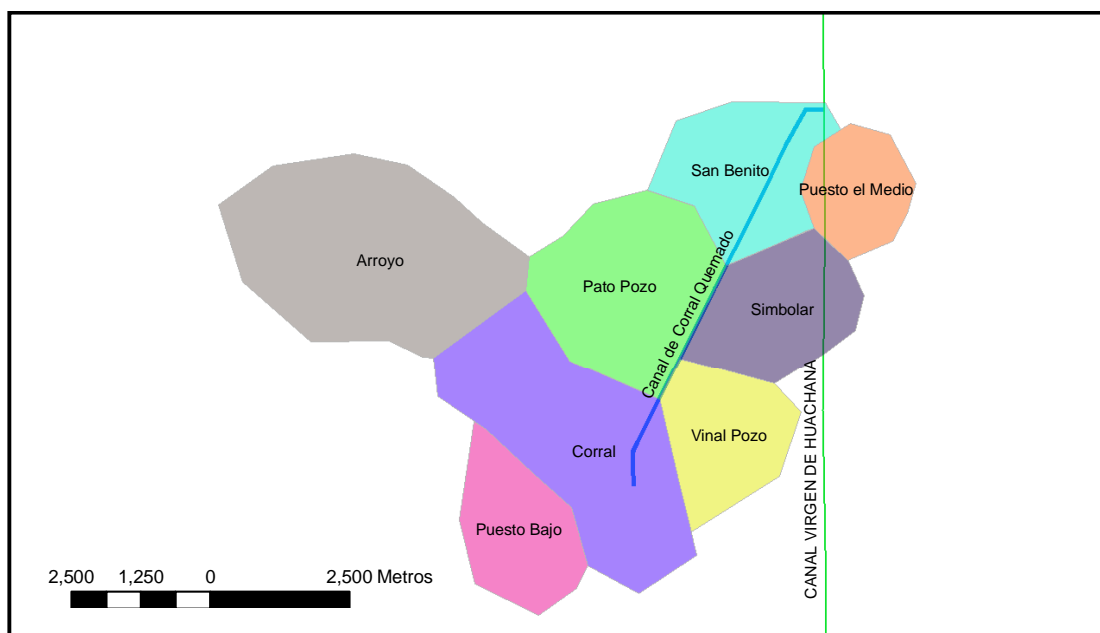 San Benito
Puesto el Medio
Arroyo
Pato Pozo
Simbolar
Canal de Corral Quemado
Vinal Pozo
Corral
Puesto Bajo
CANAL VIRGEN DE HUACHANA
2,500 1,250 0 2,500 Metros